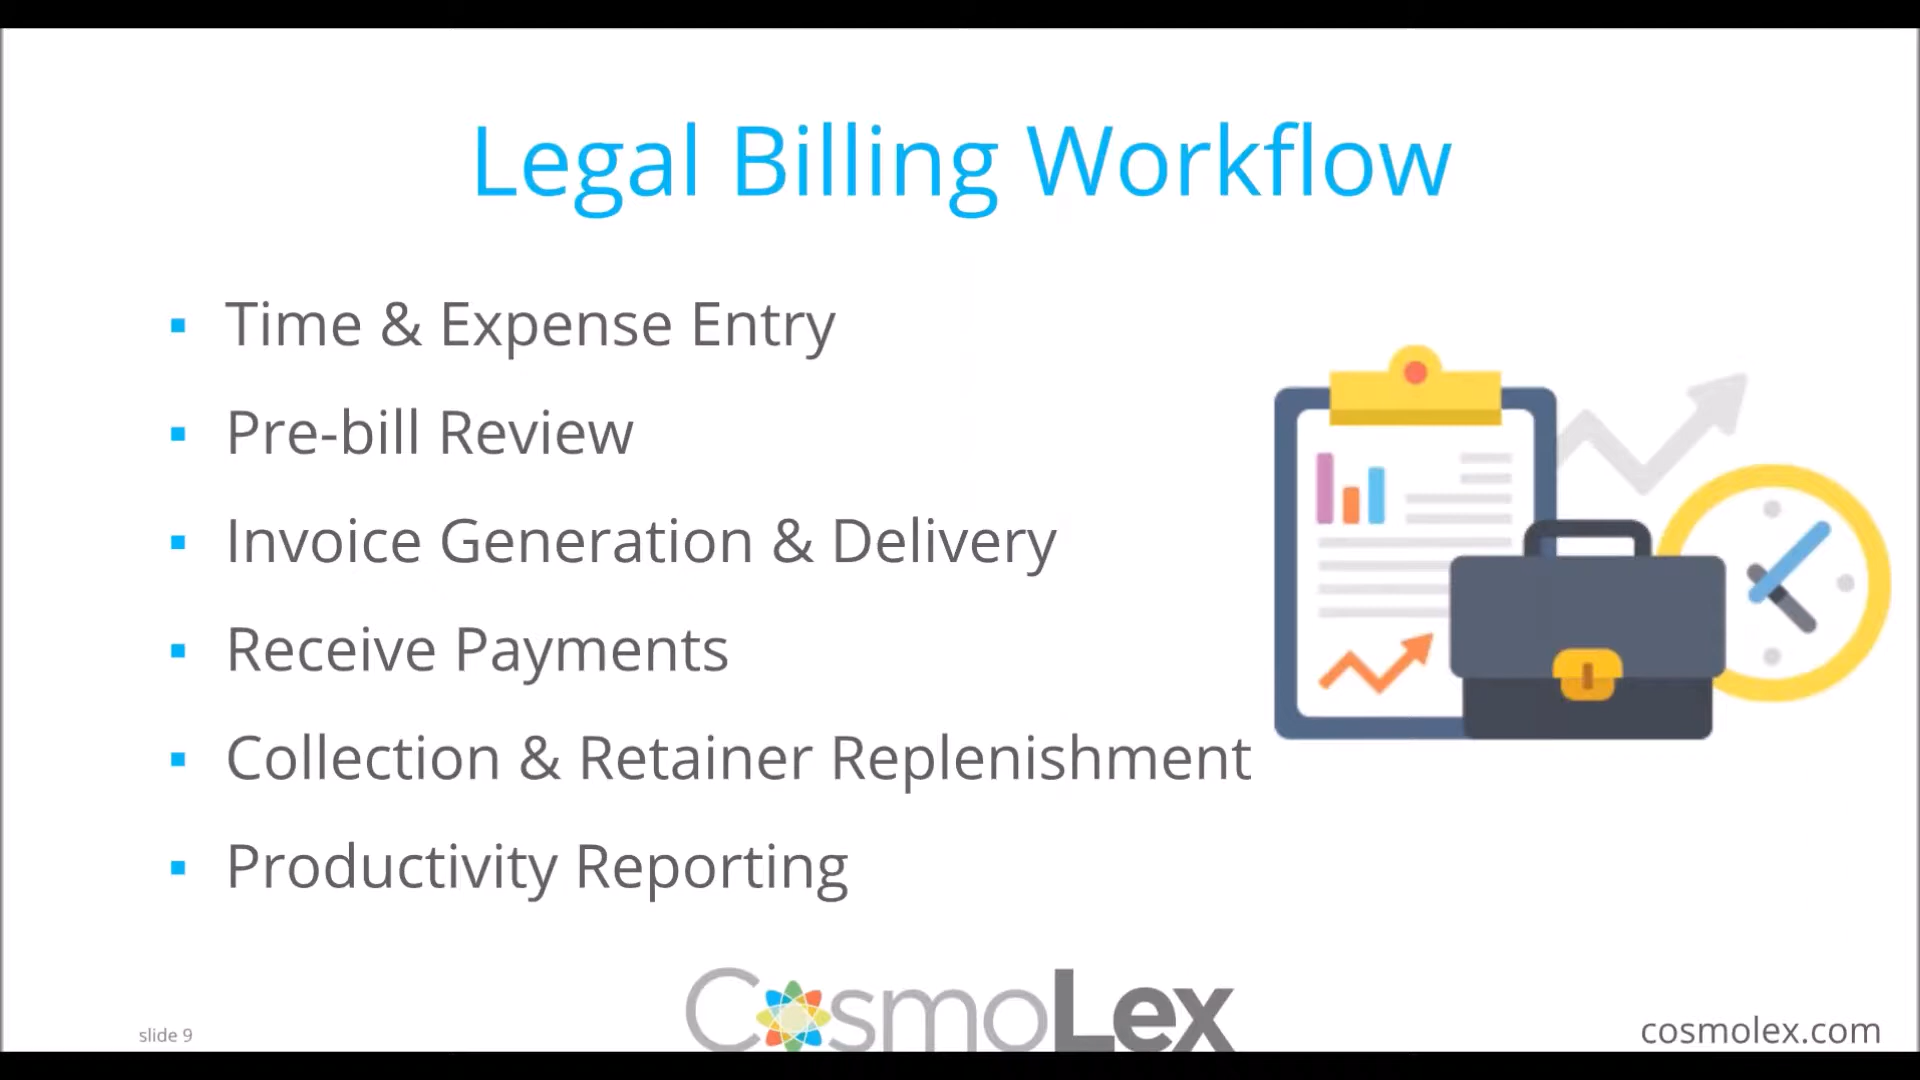 Legal Billing Workflow
Time & Expense Entry
Pre-bill Review
Invoice Generation & Delivery
Receive Payments
Collection & Retainer Replenishment
Productivity Reporting
slide 9
CosmoLex
cosmolex.com